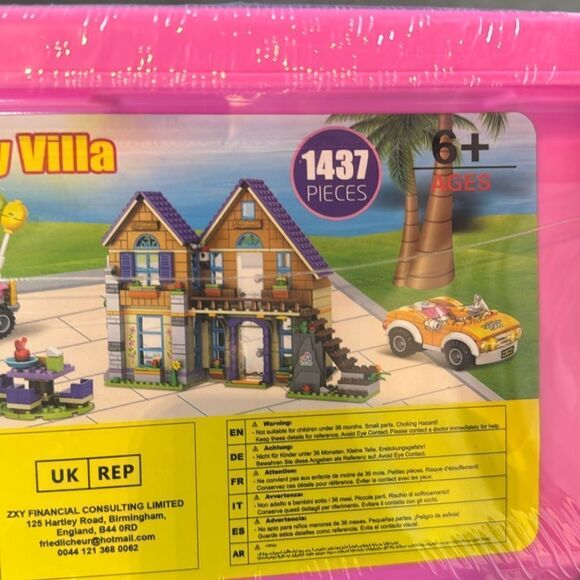 y Villa
1437
PIECES
6+
AGES
UK REP
ZXY FINANCIAL CONSULTING LIMITED
125 Hartley Road, Birmingham,
England, B44 0RD
friedlicheur@hotmail.com
0044 121 368 0062
EN
Warning:
- Not suitable for children under 36 months. Small parts. Choking Hazard!
Keep these details for reference. Avoid Eye Contact. Please contact a doctor immediately for help.
DE
Achtung:
- Nicht für Kinder unter 36 Monaten. Kleine Teile. Erstickungsgefahr!
Bewahren Sie diese Angaben als Referenz auf. Avoid Eye Contact.
FR
Attention:
- Ne convient pas aux enfants de moins de 36 mois. Petites pièces. Risque d'étouffement!
Conservez ces détails pour référence. Éviter le contact avec les yeux.
IT
Avvertenza:
- Non adatto a bambini sotto i 36 mesi. Piccole parti. Rischio di soffocamento!
Conserve questi dettagli per riferimento. Evitare il contatto con gli occhi.
ES
Advertencia:
- No apto para niños menores de 36 meses. Pequeñas partes. ¡Peligro de asfixia!
Guarde estos detalles como referencia. Evita el contacto visual.
AR